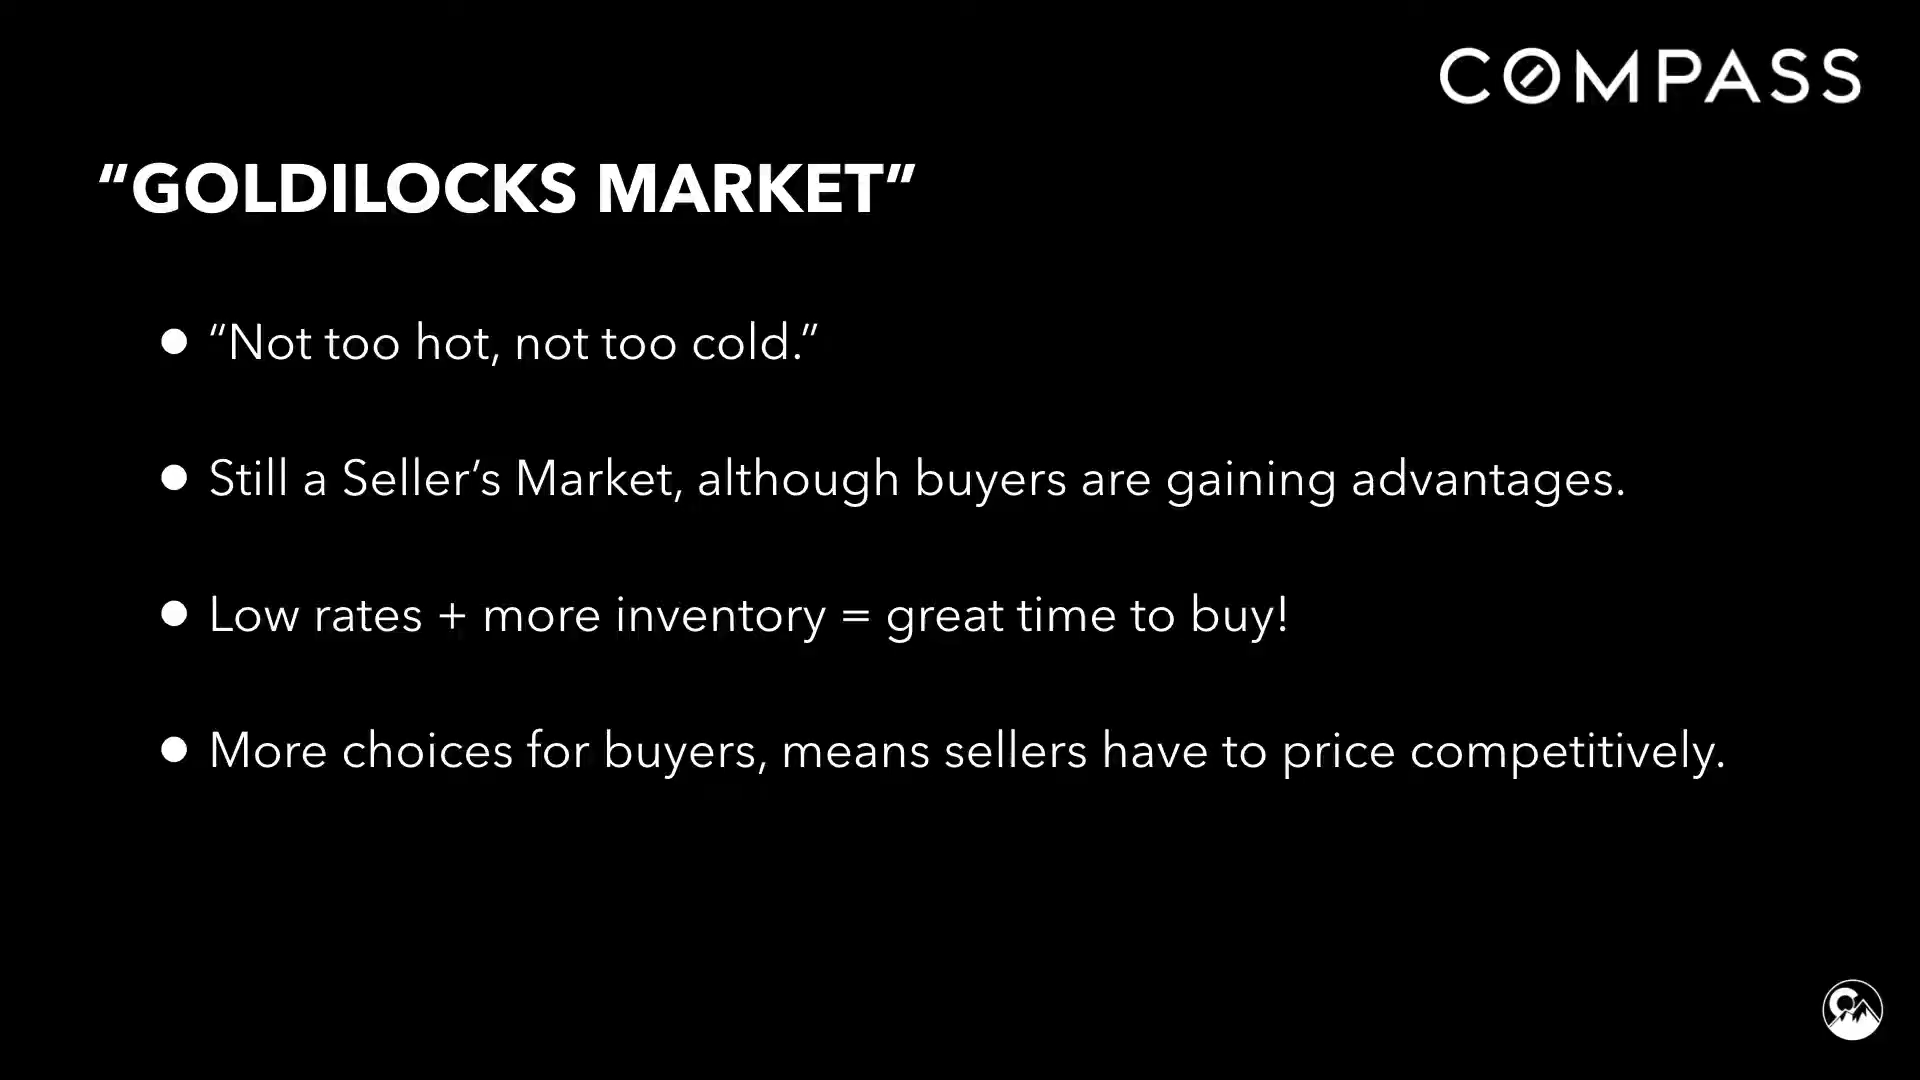 COMPASS
“GOLDILOCKS MARKET”
● “Not too hot, not too cold.”
● Still a Seller’s Market, although buyers are gaining advantages.
● Low rates + more inventory = great time to buy!
● More choices for buyers, means sellers have to price competitively.